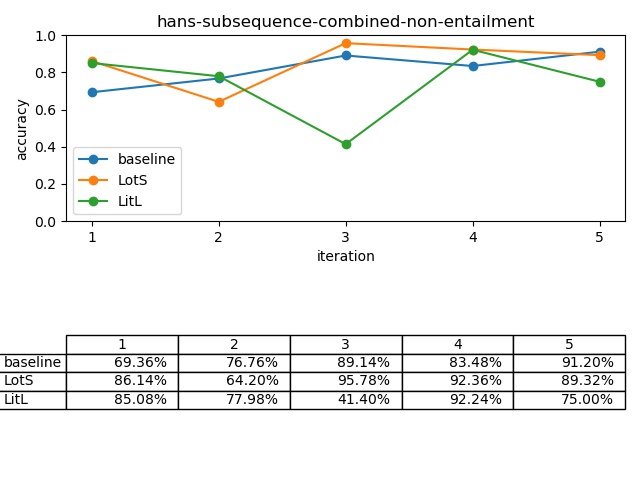 hans-subsequence-combined-non-entailment
1.0
0.8
0.6
0.4
0.2
0.0
accuracy
baseline
LotS
LitL
1 2 3 4 5
iteration
1 2 3 4 5
baseline 69.36% 76.76% 89.14% 83.48% 91.20%
LotS 86.14% 64.20% 95.78% 92.36% 89.32%
LitL 85.08% 77.98% 41.40% 92.24% 75.00%